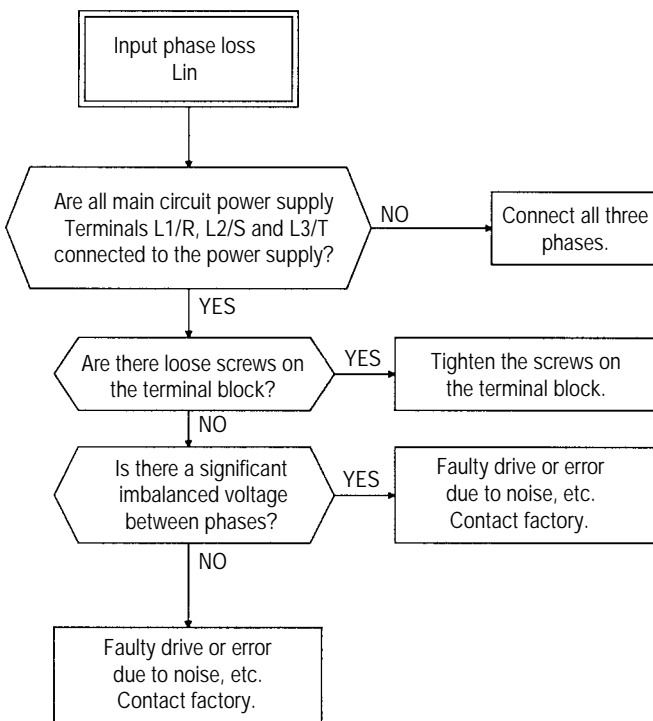 Input phase loss
Lin
Are all main circuit power supply
Terminals L1/R, L2/S and L3/T
connected to the power supply?
NO
Connect all three
phases.
YES
Are there loose screws on
the terminal block?
YES
Tighten the screws on
the terminal block.
NO
Is there a significant
imbalanced voltage
between phases?
YES
Faulty drive or error
due to noise, etc.
Contact factory.
NO
Faulty drive or error
due to noise, etc.
Contact factory.